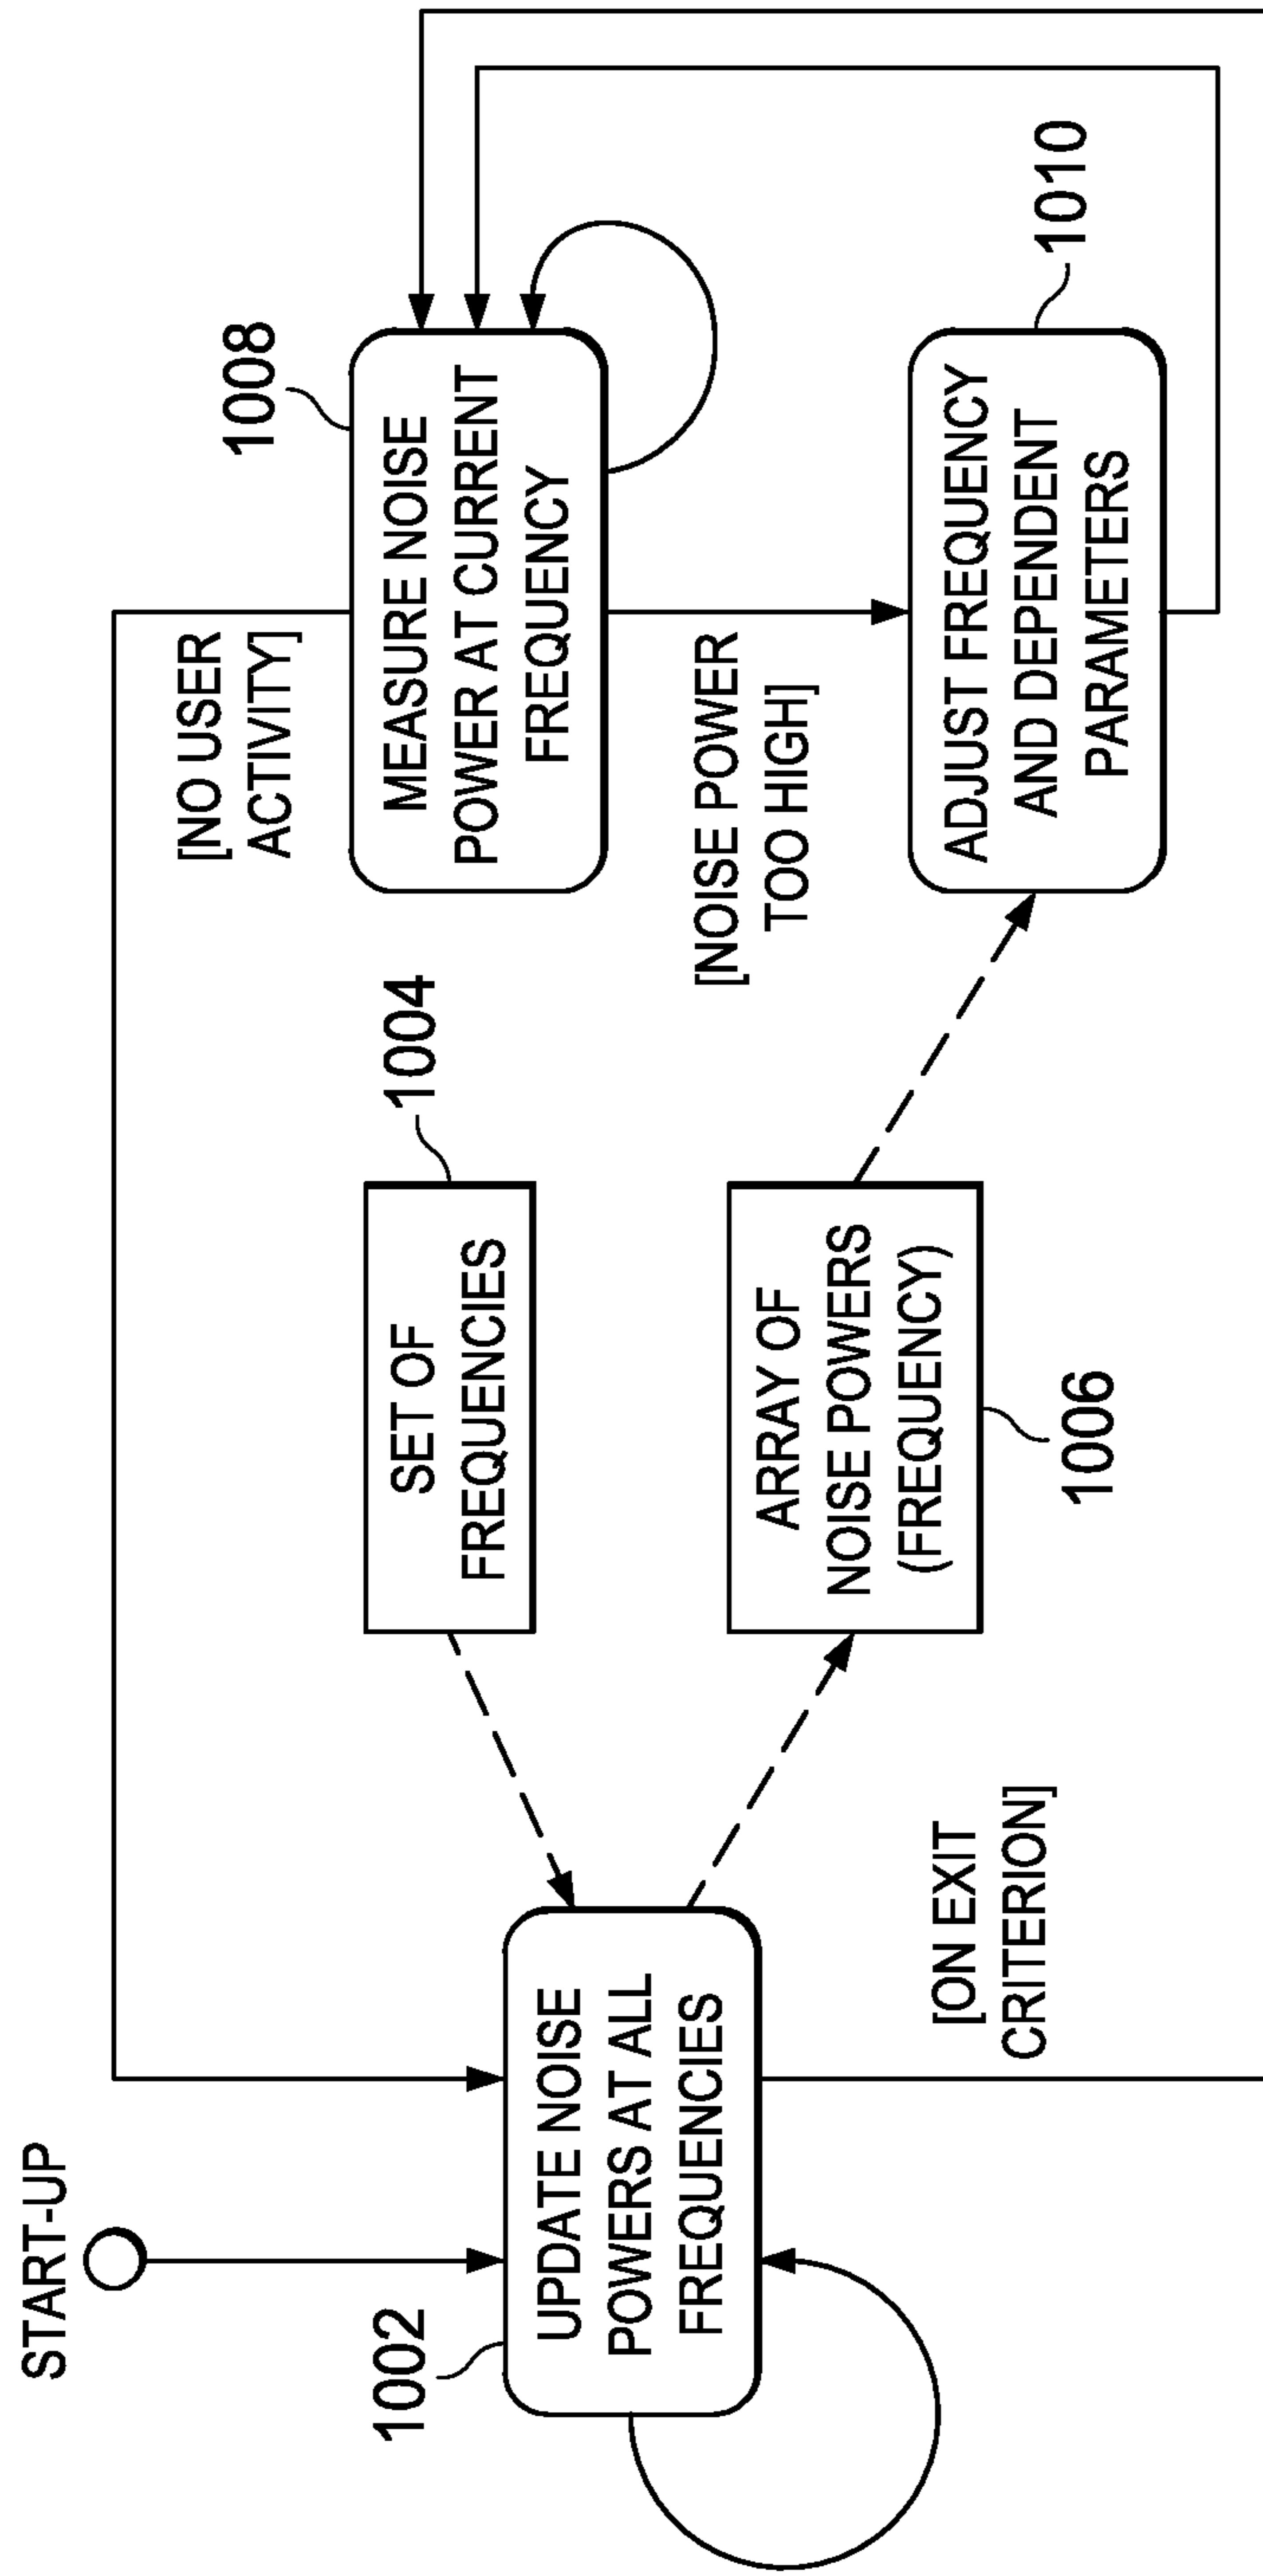 START-UP
1002
UPDATE NOISE
POWERS AT ALL
FREQUENCIES
[ON EXIT
CRITERION]
SET OF
FREQUENCIES
1004
ARRAY OF
NOISE POWERS
(FREQUENCY)
1006
[NO USER
ACTIVITY]
1008
MEASURE NOISE
POWER AT CURRENT
FREQUENCY
[NOISE POWER
TOO HIGH]
ADJUST FREQUENCY
AND DEPENDENT
PARAMETERS
1010